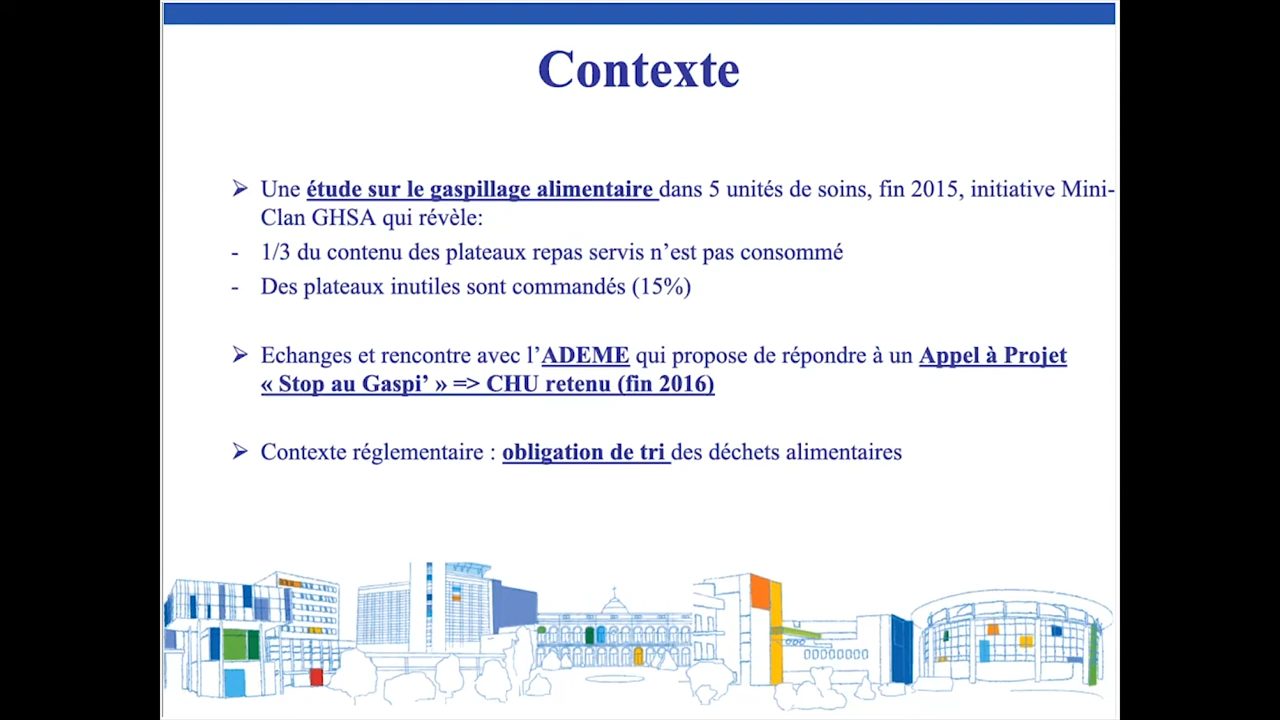 Contexte
➢ Une étude sur le gaspillage alimentaire dans 5 unités de soins, fin 2015, initiative Mini-
Clan GHSA qui révèle:
- 1/3 du contenu des plateaux repas servis n’est pas consommé
- Des plateaux inutiles sont commandés (15%)
➢ Echanges et rencontre avec l’ADEME qui propose de répondre à un Appel à Projet
« Stop au Gaspi’ » => CHU retenu (fin 2016)
➢ Contexte réglementaire : obligation de tri des déchets alimentaires